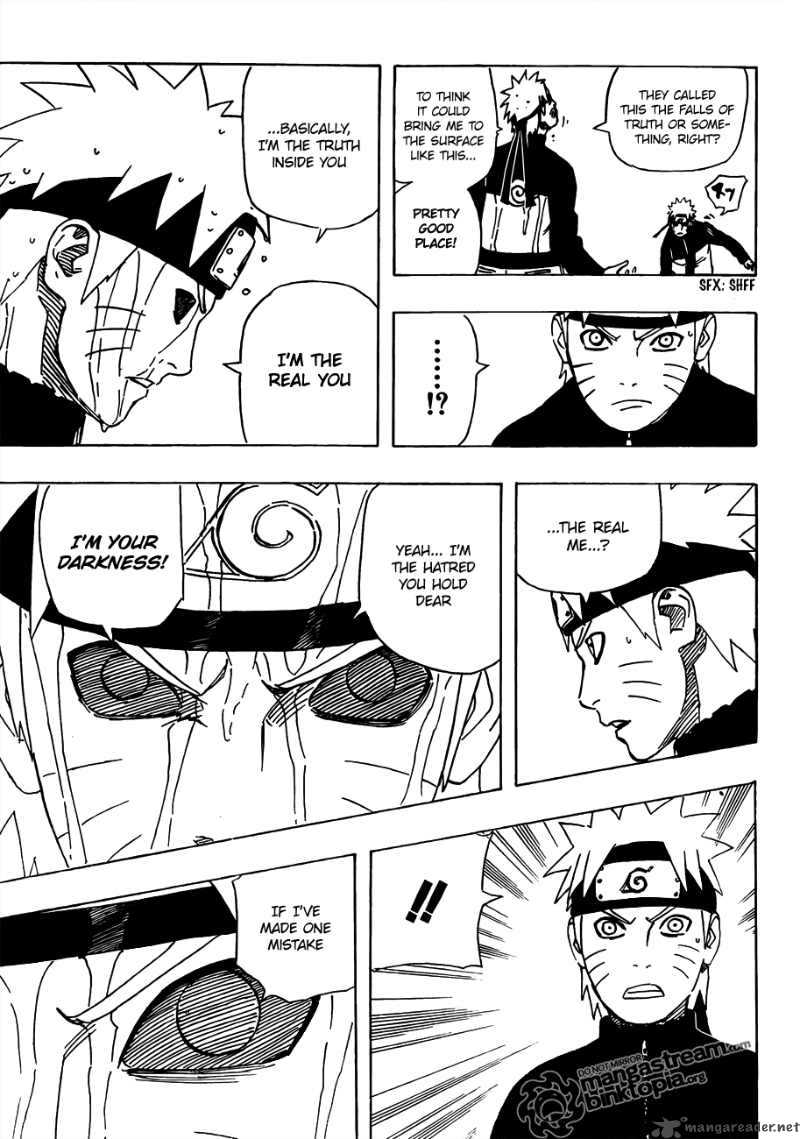 THEY CALLED
THIS THE FALLS OF
TRUTH OR SOME-
THING, RIGHT?
TO THINK
IT COULD
BRING ME TO
THE SURFACE
LIKE THIS...
PRETTY
GOOD
PLACE!
SFX: SHFF
...BASICALLY,
I'M THE TRUTH
INSIDE YOU
I'M THE
REAL YOU
......
!?
...THE REAL
ME...?
YEAH... I'M
THE HATRED
YOU HOLD
DEAR
I'M YOUR
DARKNESS!
!!
IF I'VE
MADE ONE
MISTAKE
DO NOT MIRROR
mangastream.com
binktopia.org
mangareader.net